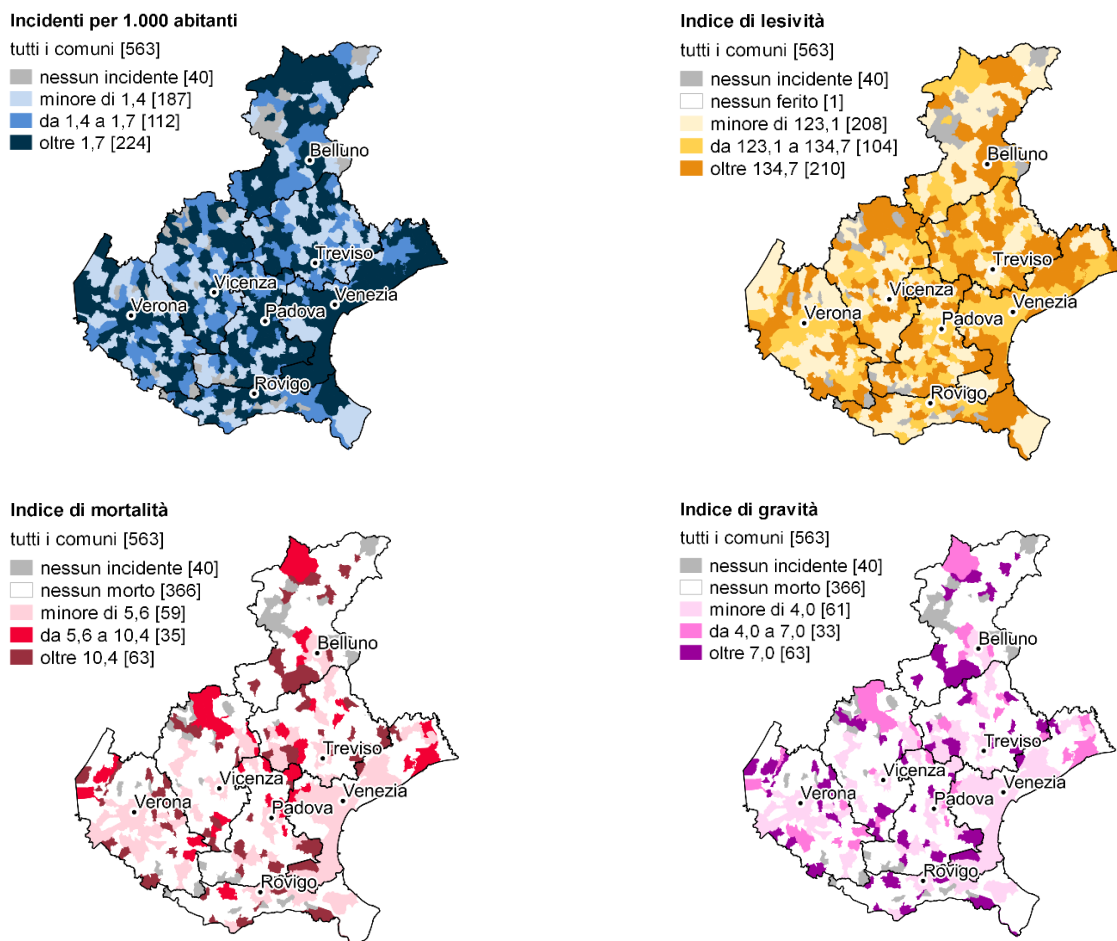 Incidenti per 1.000 abitanti
tutti i comuni [563]
nessun incidente [40]
minore di 1,4 [187]
da 1,4 a 1,7 [112]
oltre 1,7 [224]
Belluno
Treviso
Vicenza
Venezia
Verona
Padova
Rovigo
Indice di lesività
tutti i comuni [563]
nessun incidente [40]
nessun ferito [1]
minore di 123,1 [208]
da 123,1 a 134,7 [104]
oltre 134,7 [210]
Belluno
Treviso
Vicenza
Venezia
Verona
Padova
Rovigo
Indice di mortalità
tutti i comuni [563]
nessun incidente [40]
nessun morto [366]
minore di 5,6 [59]
da 5,6 a 10,4 [35]
oltre 10,4 [63]
Belluno
Treviso
Vicenza
Venezia
Verona
Padova
Rovigo
Indice di gravità
tutti i comuni [563]
nessun incidente [40]
nessun morto [366]
minore di 4,0 [61]
da 4,0 a 7,0 [33]
oltre 7,0 [63]
Belluno
Treviso
Vicenza
Venezia
Verona
Padova
Rovigo